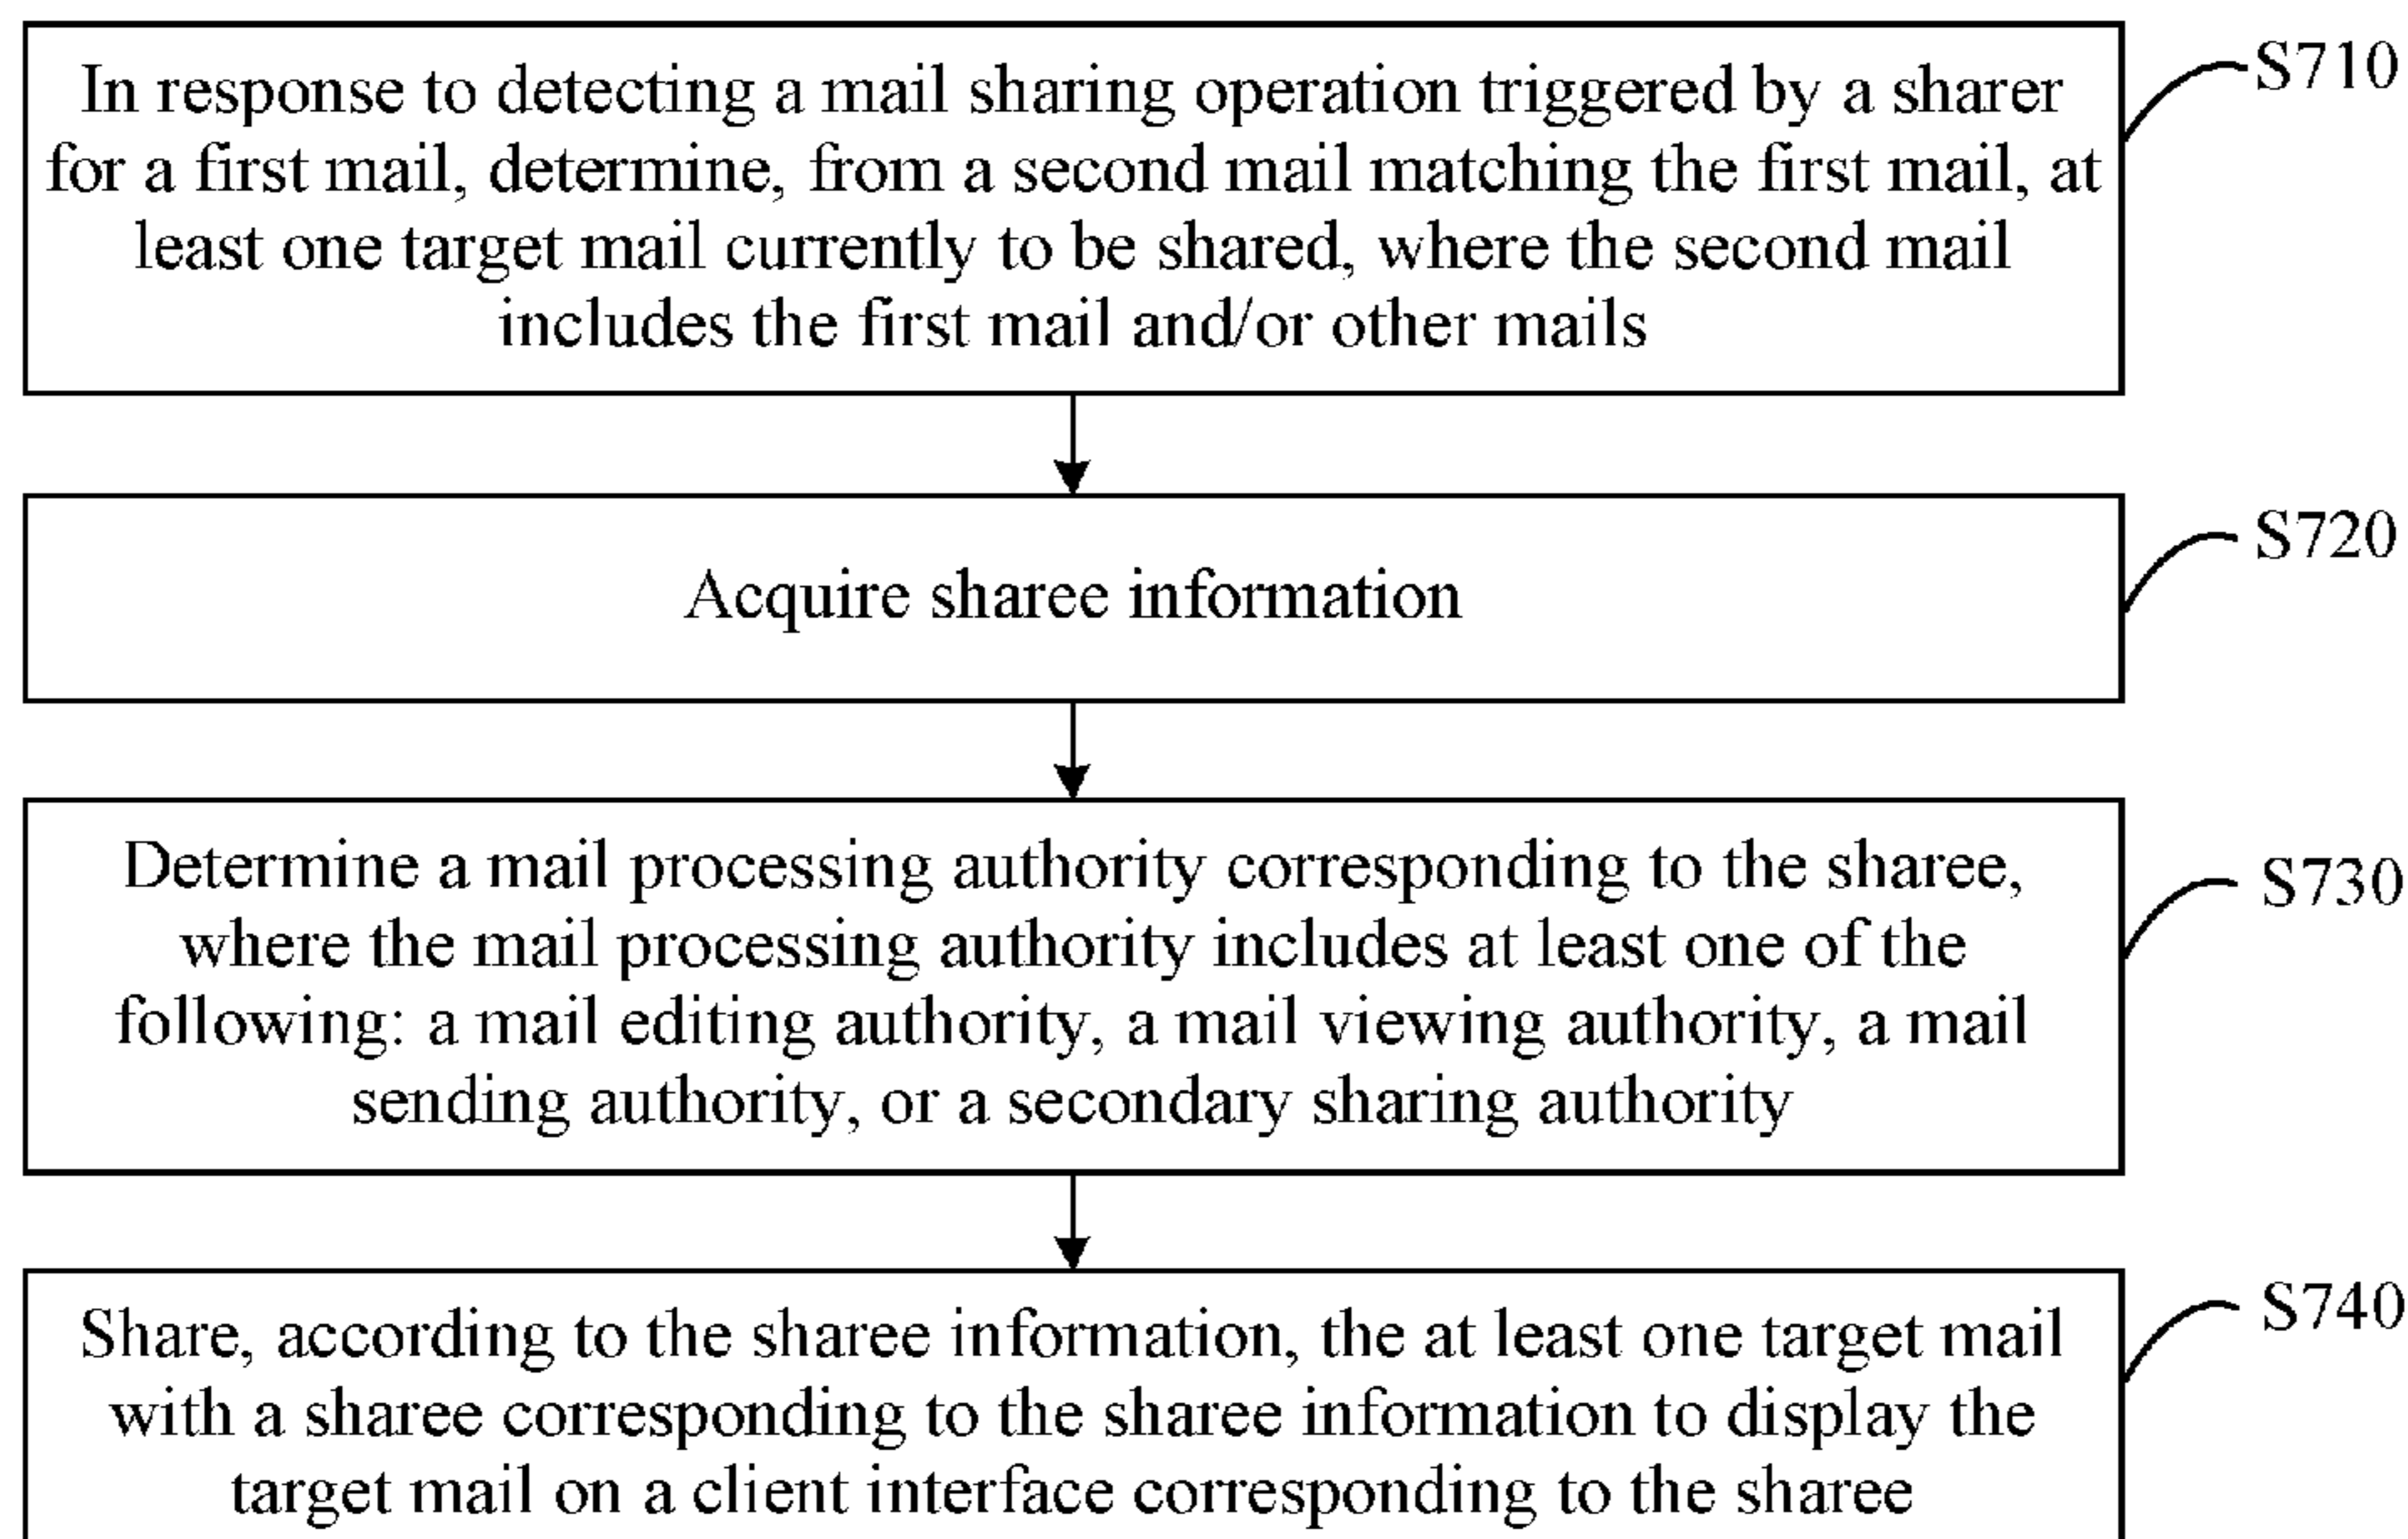 In response to detecting a mail sharing operation triggered by a sharer
for a first mail, determine, from a second mail matching the first mail, at
least one target mail currently to be shared, where the second mail
includes the first mail and/or other mails
S710
Acquire sharee information
S720
Determine a mail processing authority corresponding to the sharee,
where the mail processing authority includes at least one of the
following: a mail editing authority, a mail viewing authority, a mail
sending authority, or a secondary sharing authority
S730
Share, according to the sharee information, the at least one target mail
with a sharee corresponding to the sharee information to display the
target mail on a client interface corresponding to the sharee
S740